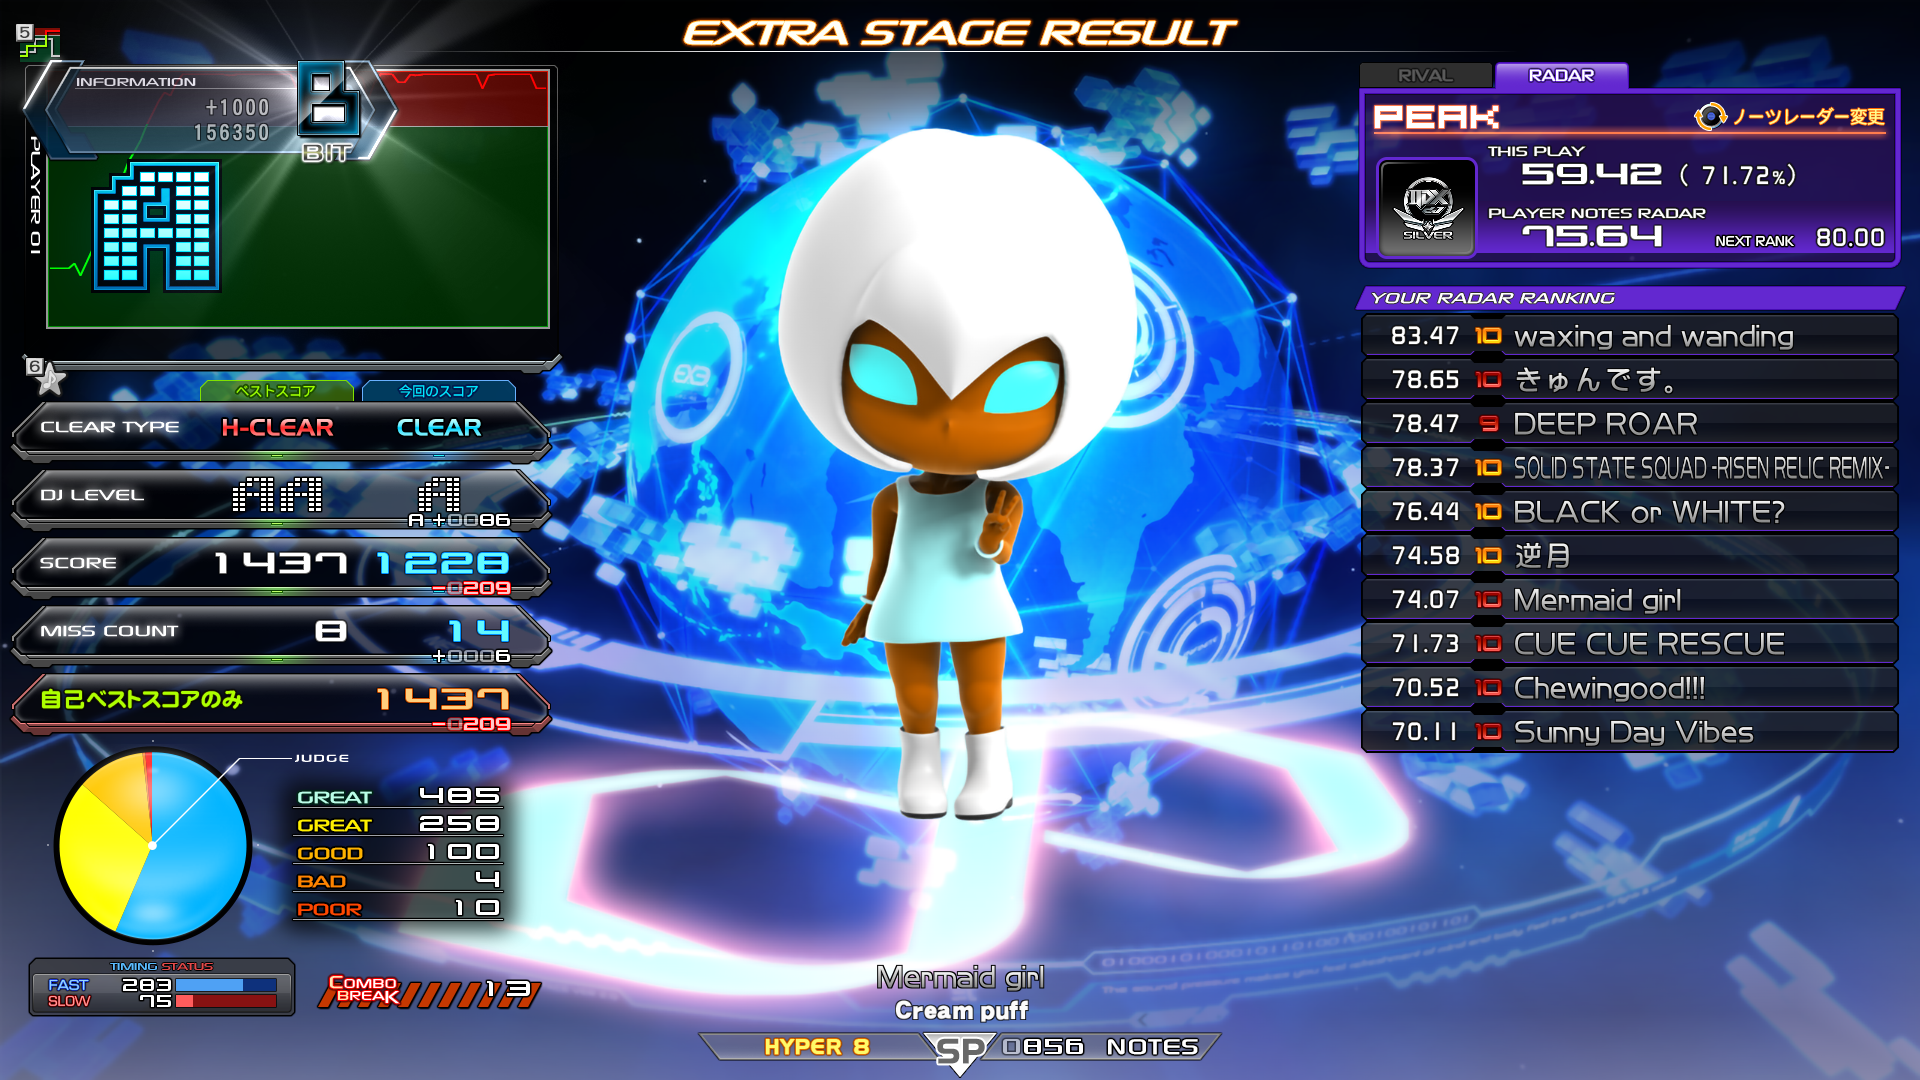 EXTRA STAGE RESULT
5
INFORMATION
+1000
156350
BIT
PLAYER 01
A
6
ベストスコア 今回のスコア
CLEAR TYPE H-CLEAR CLEAR
DJ LEVEL AA A
A +0086
SCORE 1437 1228
-0209
MISS COUNT 8 14
+0006
自己ベストスコアのみ 1437
-0209
JUDGE
GREAT 485
GREAT 258
GOOD 100
BAD 4
POOR 10
TIMING STATUS
FAST 283
SLOW 75
COMBO BREAK 13
Mermaid girl
Cream puff
HYPER 8 SP 0856 NOTES
RIVAL RADAR
PEAK ノーツレーダー変更
THIS PLAY
59.42 ( 71.72%)
PLAYER NOTES RADAR
75.64 NEXT RANK 80.00
SILVER
YOUR RADAR RANKING
83.47 10 waxing and wanding
78.65 10 きゅんです。
78.47 9 DEEP ROAR
78.37 10 SOLID STATE SQUAD -RISEN RELIC REMIX-
76.44 10 BLACK or WHITE?
74.58 10 逆月
74.07 10 Mermaid girl
71.73 10 CUE CUE RESCUE
70.52 10 Chewingood!!!
70.11 10 Sunny Day Vibes